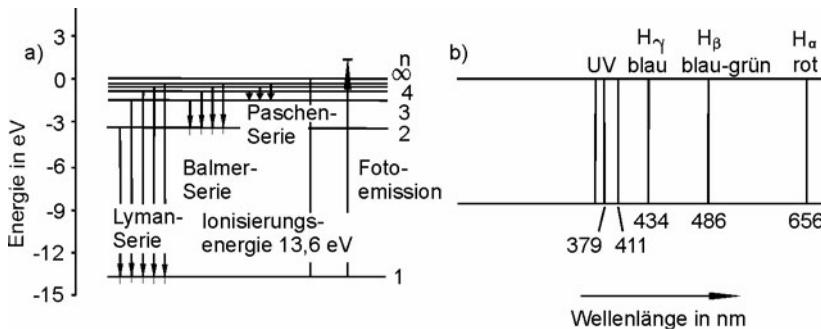 a)
Energie in eV
3
0
-3
-6
-9
-12
-15
n
∞
4
3
2
1
Paschen-
Serie
Balmer-
Serie
Foto-
emission
Lyman-
Serie
Ionisierungs-
energie 13,6 eV
b)
Hγ
Hβ
Hα
UV
blau
blau-grün
rot
434
486
656
379
411
Wellenlänge in nm